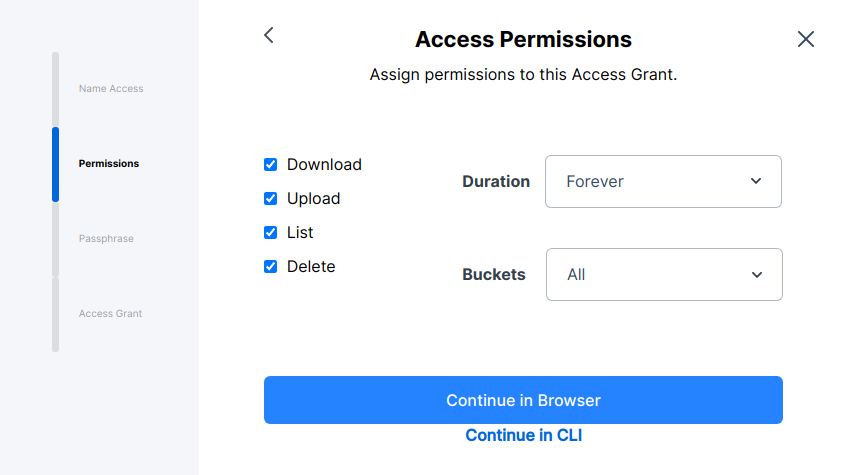 Name Access
Permissions
Passphrase
Access Grant
Access Permissions
Assign permissions to this Access Grant.
Download
Upload
List
Delete
Duration
Forever
Buckets
All
Continue in Browser
Continue in CLI